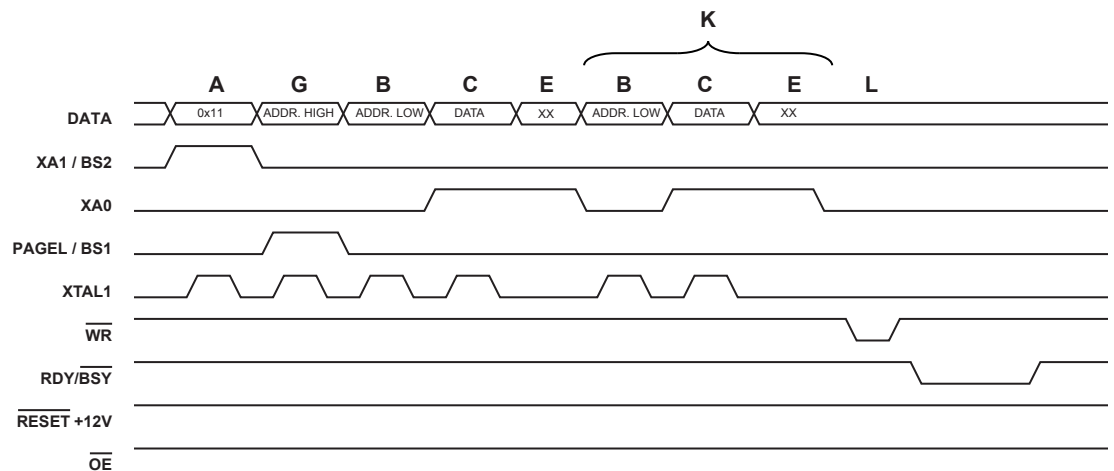 K
A G B C E B C E L
DATA 0x11 ADDR. HIGH ADDR. LOW DATA XX ADDR. LOW DATA XX
XA1 / BS2
XA0
PAGEL / BS1
XTAL1
WR
RDY/BSY
RESET +12V
OE